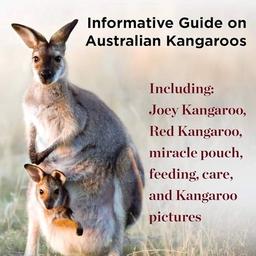 Informative Guide on
Australian Kangaroos
Including:
Joey Kangaroo,
Red Kangaroo,
miracle pouch,
feeding, care,
and Kangaroo
pictures